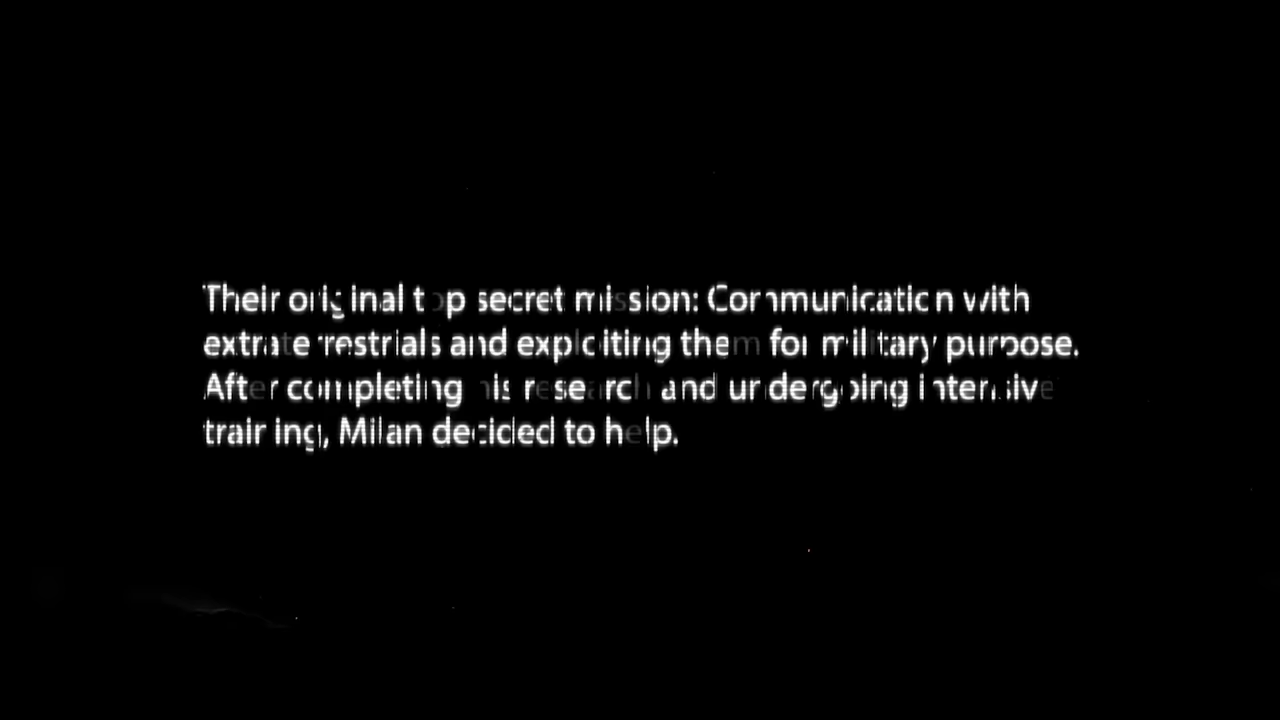 Their original top secret mission: Communication with
extraterrestrials and exploiting them for military purpose.
After completing his research and undergoing intensive
training, Milan decided to help.